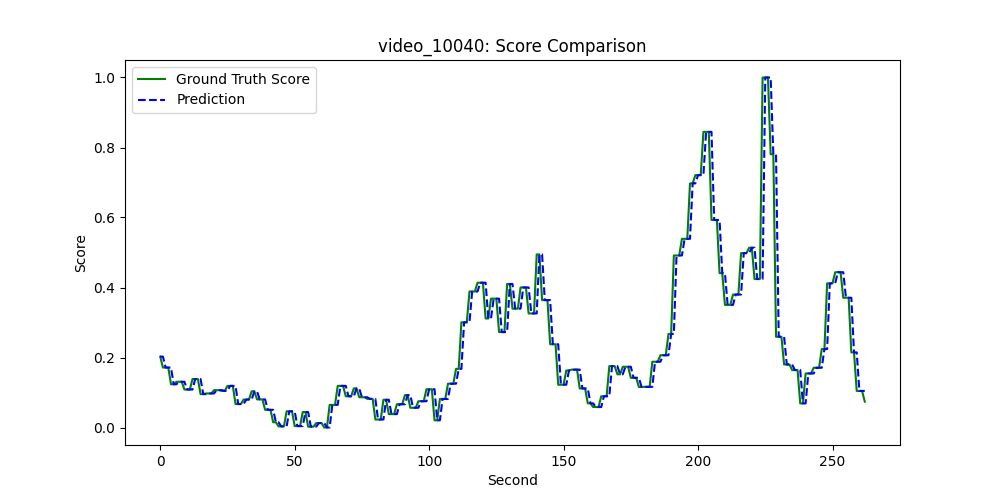 video_10040: Score Comparison
Ground Truth Score
Prediction
1.0
0.8
0.6
0.4
0.2
0.0
Score
0 50 100 150 200 250
Second